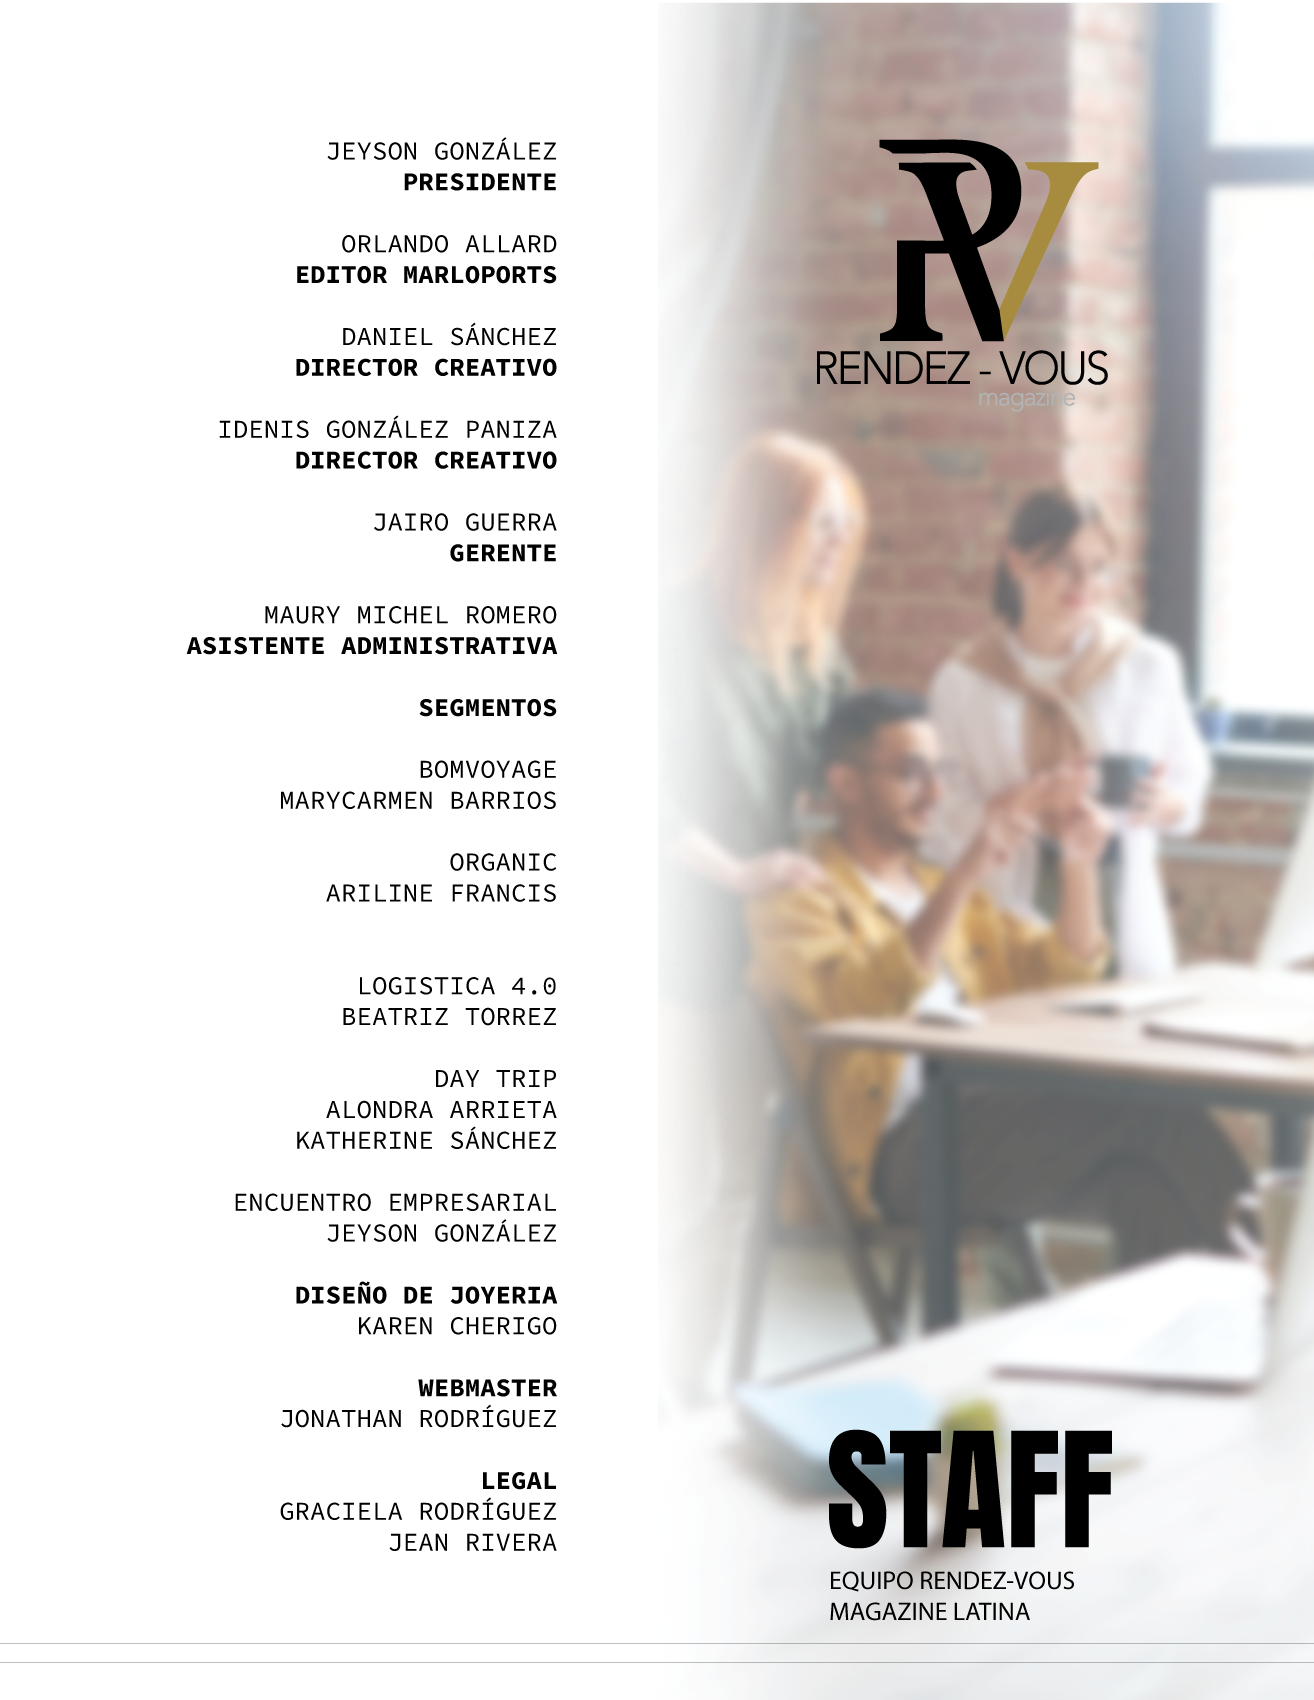 JEYSON GONZÁLEZ
PRESIDENTE
ORLANDO ALLARD
EDITOR MARLOPORTS
DANIEL SÁNCHEZ
DIRECTOR CREATIVO
IDENIS GONZÁLEZ PANIZA
DIRECTOR CREATIVO
JAIRO GUERRA
GERENTE
MAURY MICHEL ROMERO
ASISTENTE ADMINISTRATIVA
SEGMENTOS
BOMVOYAGE
MARYCARMEN BARRIOS
ORGANIC
ARILINE FRANCIS
LOGISTICA 4.0
BEATRIZ TORREZ
DAY TRIP
ALONDRA ARRIETA
KATHERINE SÁNCHEZ
ENCUENTRO EMPRESARIAL
JEYSON GONZÁLEZ
DISEÑO DE JOYERIA
KAREN CHERIGO
WEBMASTER
JONATHAN RODRÍGUEZ
LEGAL
GRACIELA RODRÍGUEZ
JEAN RIVERA
RV
RENDEZ - VOUS
magazine
STAFF
EQUIPO RENDEZ-VOUS
MAGAZINE LATINA